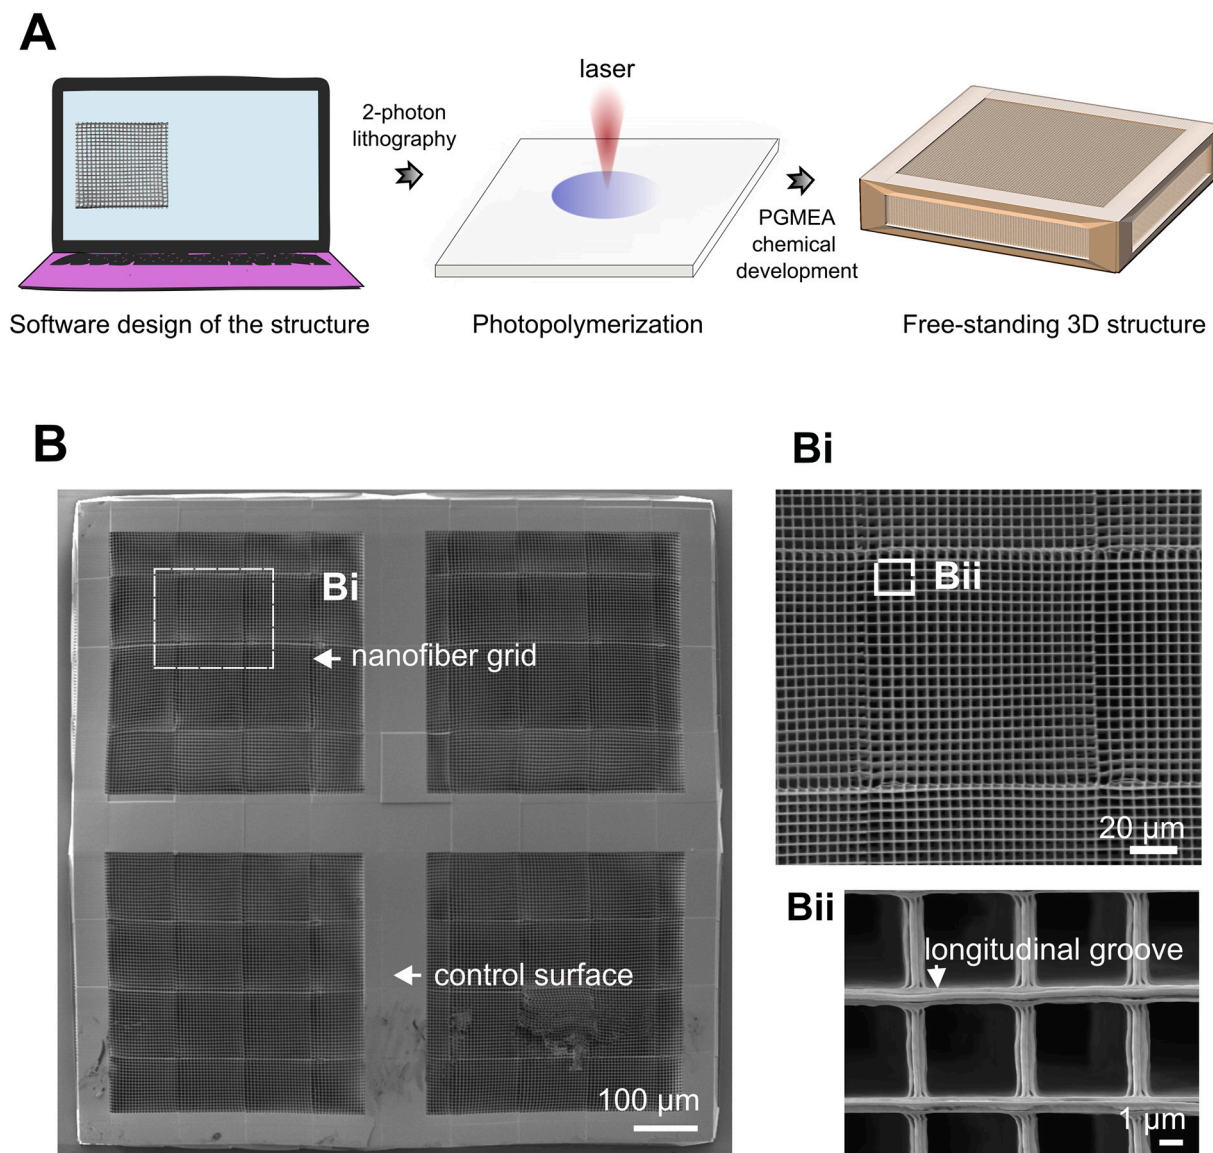 A
2-photon
lithography
laser
PGMEA
chemical
development
Software design of the structure
Photopolymerization
Free-standing 3D structure
B
Bi
nanofiber grid
control surface
100 µm
Bi
Bii
20 µm
Bii
longitudinal groove
1 µm